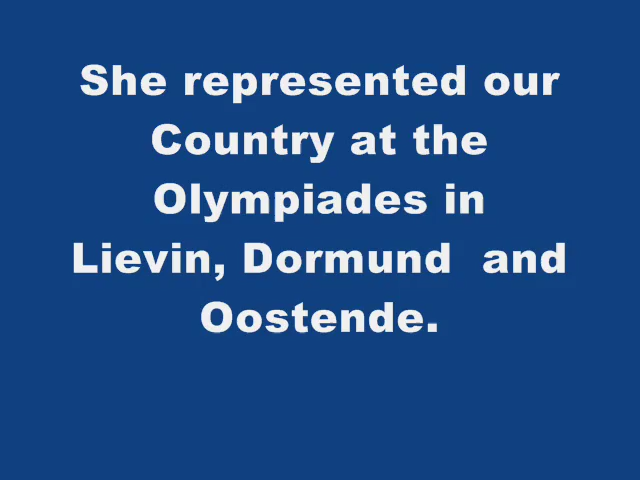 She represented our
Country at the
Olympiades in
Lievin, Dormund  and
Oostende.